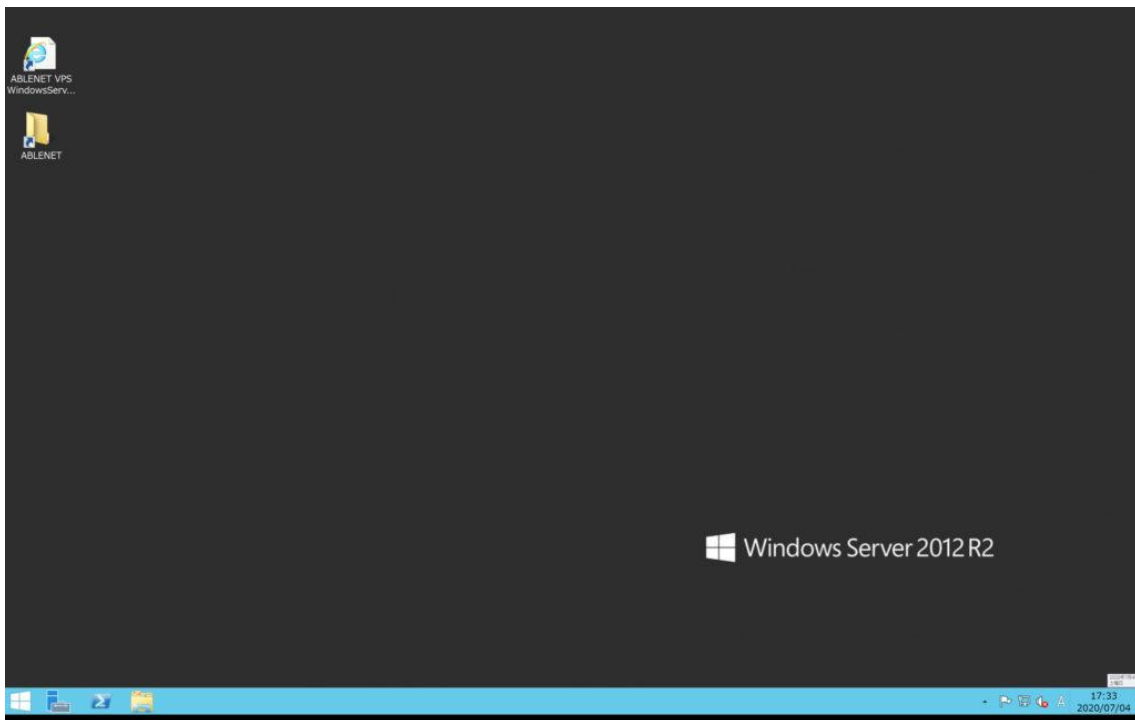 ABLENET VPS
WindowsServ...
ABLENET
Windows Server 2012 R2
A
17:33
2020/07/04